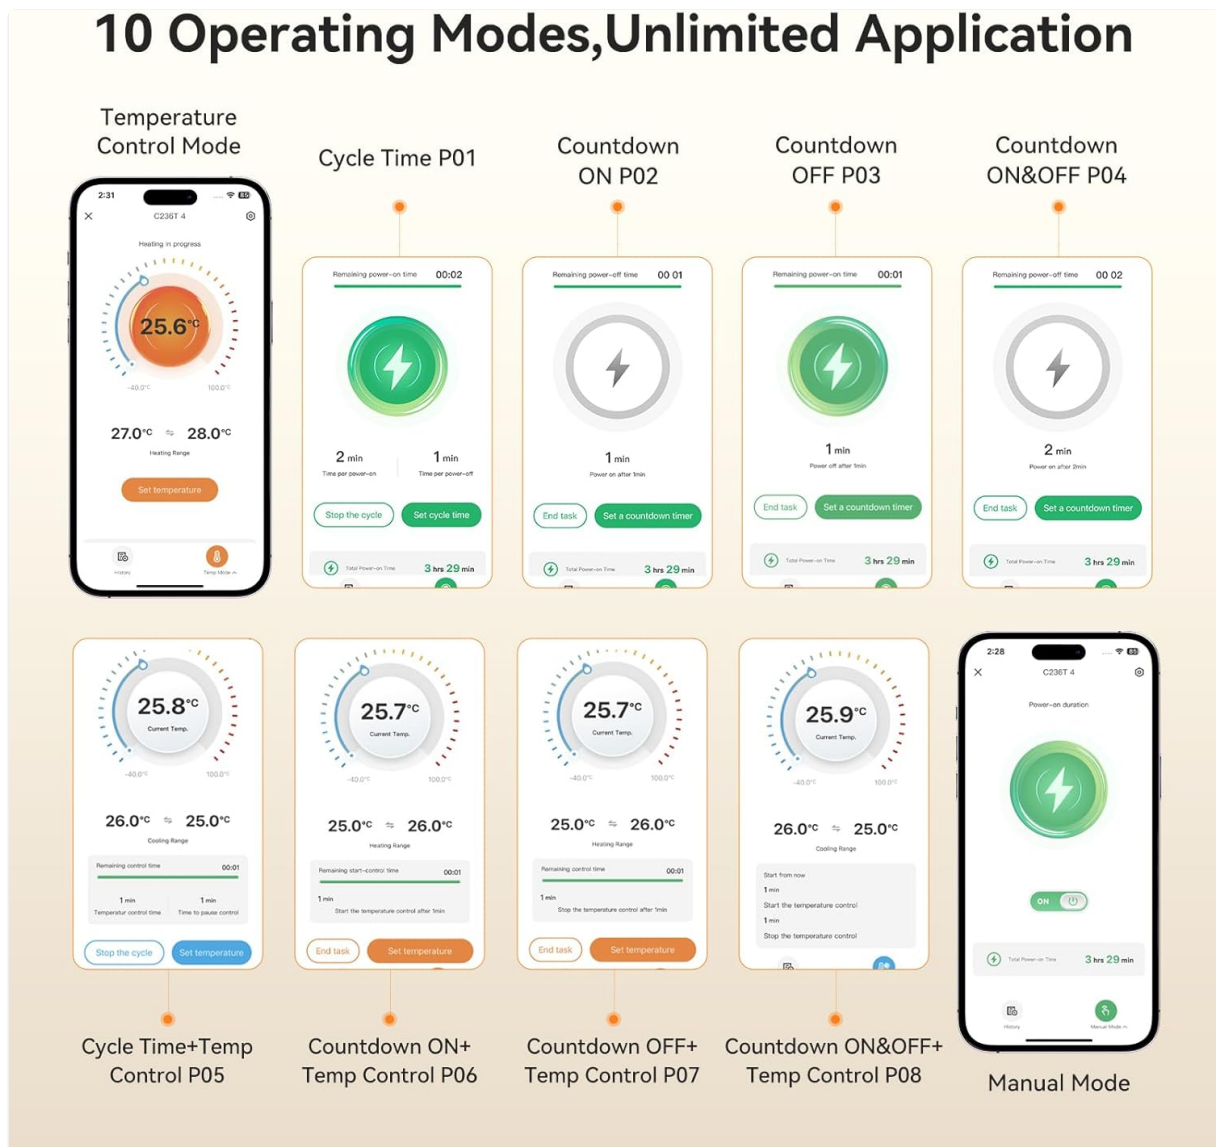 10 Operating Modes,Unlimited Application
Temperature
Control Mode
2:31
85
C236T 4
Heating in progress
25.6°C
-40.0°C
100.0°C
27.0°C ⇋ 28.0°C
Heating Range
Set temperature
History
Temp Mode
Cycle Time P01
Remaining power-on time 00:02
2 min
1 min
Time per power-on
Time per power-off
Stop the cycle
Set cycle time
Total Power-on Time 3 hrs 29 min
Countdown
ON P02
Remaining power-off time 00 01
1 min
Power on after 1min
End task
Set a countdown timer
Total Power-on Time 3 hrs 29 min
Countdown
OFF P03
Remaining power-on time 00:01
1 min
Power off after 1min
End task
Set a countdown timer
Total Power-on Time 3 hrs 29 min
Countdown
ON&OFF P04
Remaining power-off time 00 02
2 min
Power on after 2min
End task
Set a countdown timer
Total Power-on Time 3 hrs 29 min
25.8°C
Current Temp.
-40.0°C
100.0°C
26.0°C ⇋ 25.0°C
Cooling Range
Remaining control time 00:01
1 min
1 min
Temperatur control time
Time to pause control
Stop the cycle
Set temperature
Cycle Time+Temp
Control P05
25.7°C
Current Temp.
-40.0°C
100.0°C
25.0°C ⇋ 26.0°C
Heating Range
Remaining start-control time 00:01
1 min
Start the temperature control after 1min
End task
Set temperature
Countdown ON+
Temp Control P06
25.7°C
Current Temp.
-40.0°C
100.0°C
25.0°C ⇋ 26.0°C
Heating Range
Remaining control time 00:01
1 min
Stop the temperature control after 1min
End task
Set temperature
Countdown OFF+
Temp Control P07
25.9°C
Current Temp.
-40.0°C
100.0°C
26.0°C ⇋ 25.0°C
Cooling Range
Start from now
1 min
Start the temperature control
1 min
Stop the temperature control
Countdown ON&OFF+
Temp Control P08
2:28
85
C236T 4
Power-on duration
ON
Total Power-on Time 3 hrs 29 min
History
Manual Mode
Manual Mode